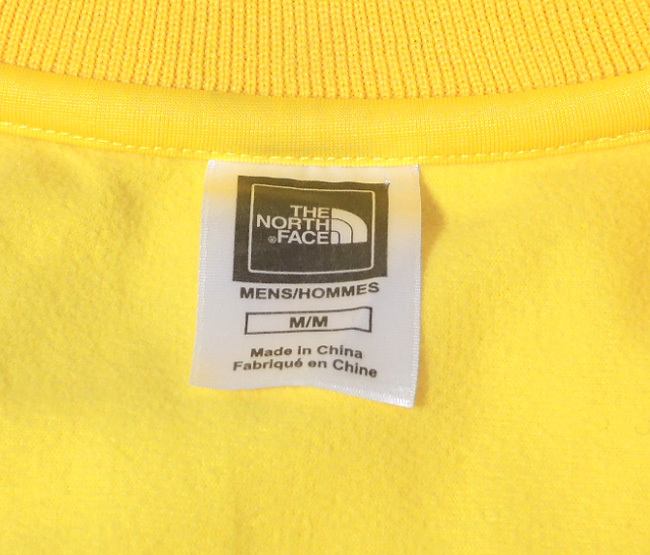 THE
NORTH
®FACE
MENS/HOMMES
M/M
Made in China
Fabriqué en Chine